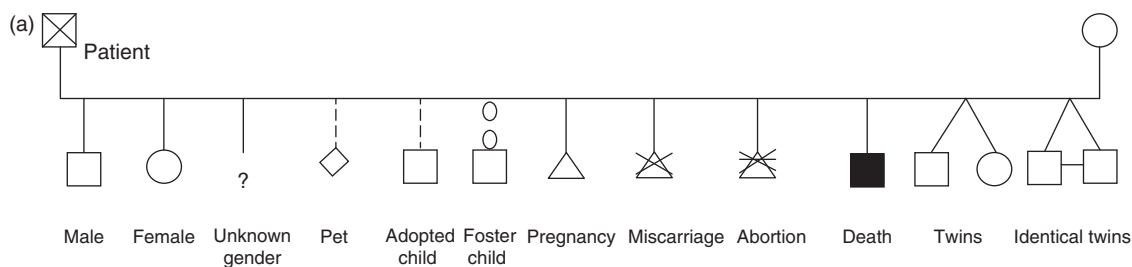 (a)
Patient
?
Male Female Unknown gender Pet Adopted child Foster child Pregnancy Miscarriage Abortion Death Twins Identical twins